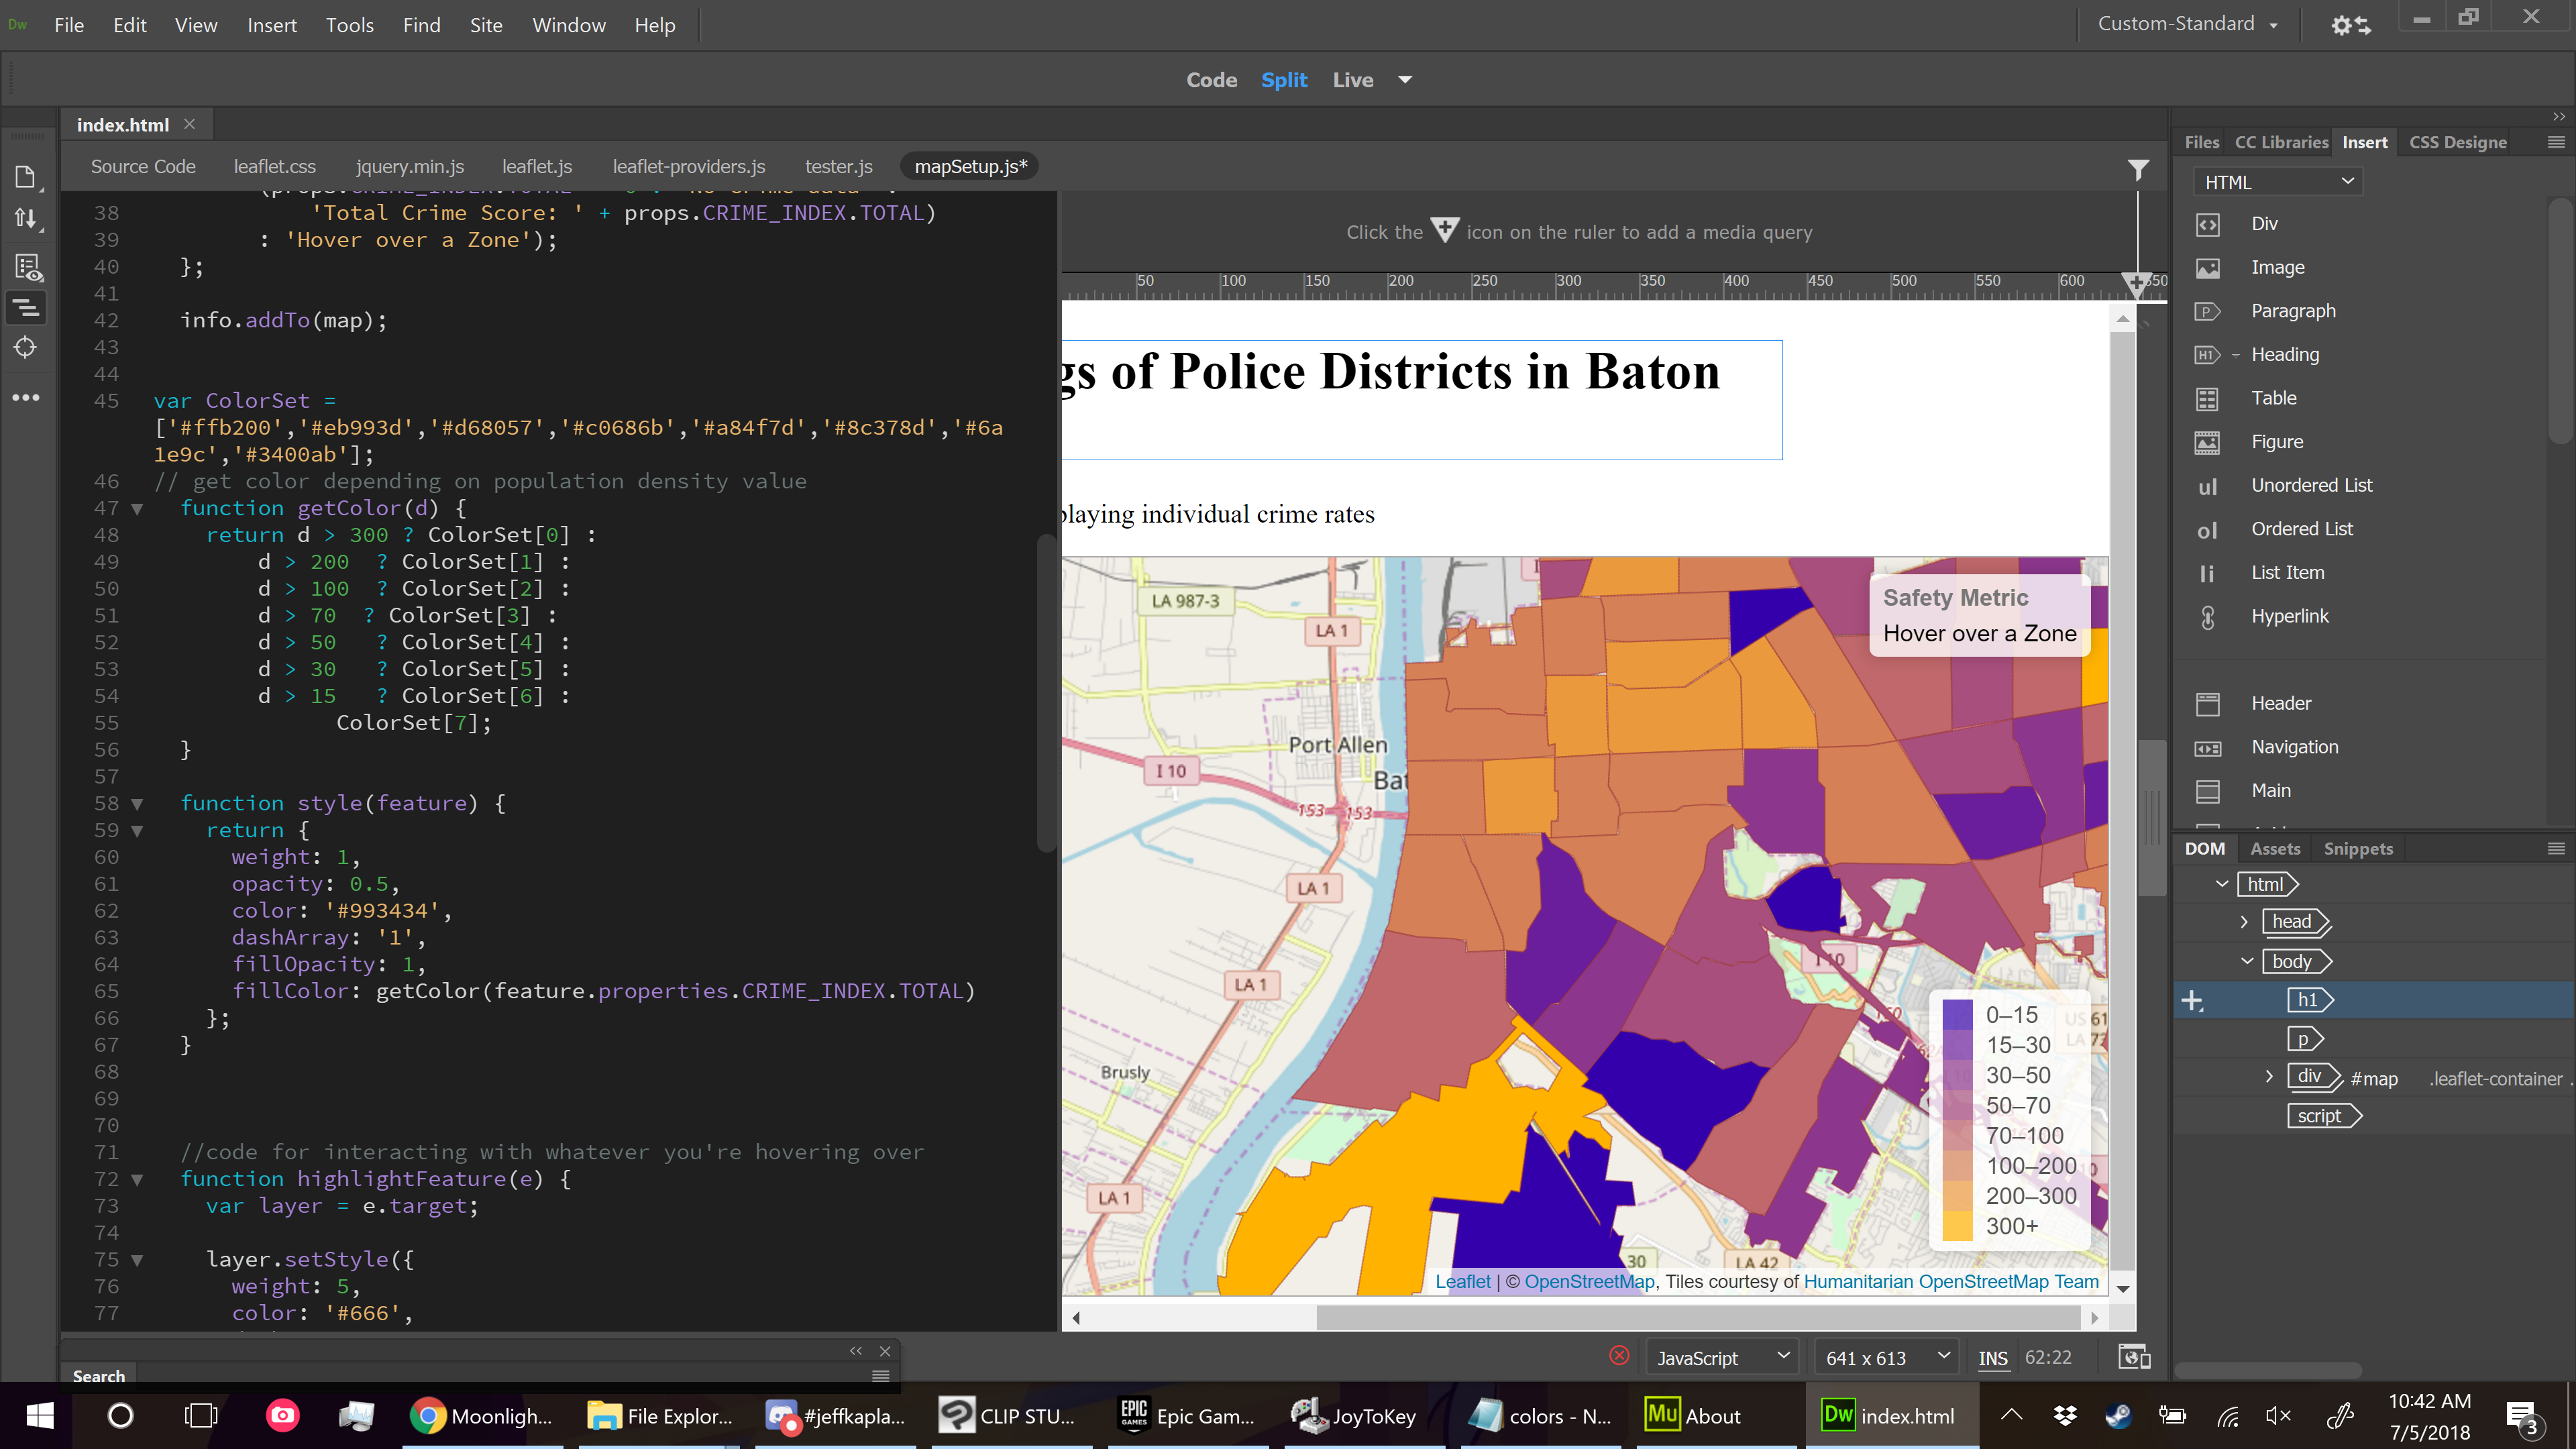 Dw File Edit View Insert Tools Find Site Window Help
Custom-Standard
Code Split Live
index.html
Source Code leaflet.css jquery.min.js leaflet.js leaflet-providers.js tester.js mapSetup.js*
38 'Total Crime Score: ' + props.CRIME_INDEX.TOTAL)
39 : 'Hover over a Zone');
40 };
41
42 info.addTo(map);
43
44
45 var ColorSet =
['#ffb200','#eb993d','#d68057','#c0686b','#a84f7d','#8c378d','#6a
1e9c','#3400ab'];
46 // get color depending on population density value
47 function getColor(d) {
48 return d > 300 ? ColorSet[0] :
49 d > 200 ? ColorSet[1] :
50 d > 100 ? ColorSet[2] :
51 d > 70 ? ColorSet[3] :
52 d > 50 ? ColorSet[4] :
53 d > 30 ? ColorSet[5] :
54 d > 15 ? ColorSet[6] :
55 ColorSet[7];
56 }
57
58 function style(feature) {
59 return {
60 weight: 1,
61 opacity: 0.5,
62 color: '#993434',
63 dashArray: '1',
64 fillOpacity: 1,
65 fillColor: getColor(feature.properties.CRIME_INDEX.TOTAL)
66 };
67 }
68
69
70
71 //code for interacting with whatever you're hovering over
72 function highlightFeature(e) {
73 var layer = e.target;
74
75 layer.setStyle({
76 weight: 5,
77 color: '#666',
Search
Click the icon on the ruler to add a media query
50 100 150 200 250 300 350 400 450 500 550 600
gs of Police Districts in Baton
playing individual crime rates
LA 987-3
LA 1
Port Allen
I 10
Bat
153 153
LA 1
I 10
LA 1
Brusly
LA 1
30
LA 42
US 61
Safety Metric
Hover over a Zone
0–15
15–30
30–50
50–70
70–100
100–200
200–300
300+
Leaflet | © OpenStreetMap, Tiles courtesy of Humanitarian OpenStreetMap Team
JavaScript 641 x 613 INS 62:22
Files CC Libraries Insert CSS Designe
HTML
Div
Image
Paragraph
H1 Heading
Table
Figure
ul Unordered List
ol Ordered List
li List Item
Hyperlink
Header
Navigation
Main
DOM Assets Snippets
html
head
body
h1
p
div #map .leaflet-container .
script
Moonligh... File Explor... #jeffkapla... CLIP STU... EPIC GAMES Epic Gam... JoyToKey colors - N... Mu About Dw index.html
10:42 AM
7/5/2018
3